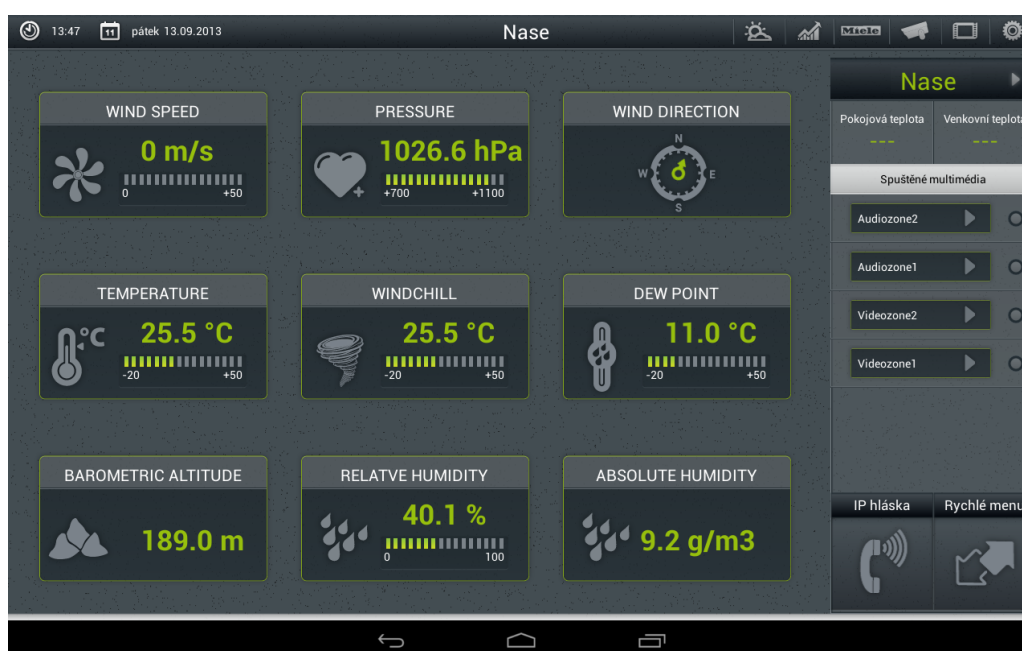 13:47 11 pátek 13.09.2013 Nase Miele
WIND SPEED
0 m/s
0 +50
PRESSURE
1026.6 hPa
+700 +1100
WIND DIRECTION
N
W E
S
TEMPERATURE
°C 25.5 °C
-20 +50
WINDCHILL
25.5 °C
-20 +50
DEW POINT
11.0 °C
-20 +50
BAROMETRIC ALTITUDE
189.0 m
RELATVE HUMIDITY
40.1 %
0 100
ABSOLUTE HUMIDITY
9.2 g/m3
Nase
Pokojová teplota Venkovní teplota
--- ---
Spuštěné multimédia
Audiozone2
Audiozone1
Videozone2
Videozone1
IP hláska Rychlé menu